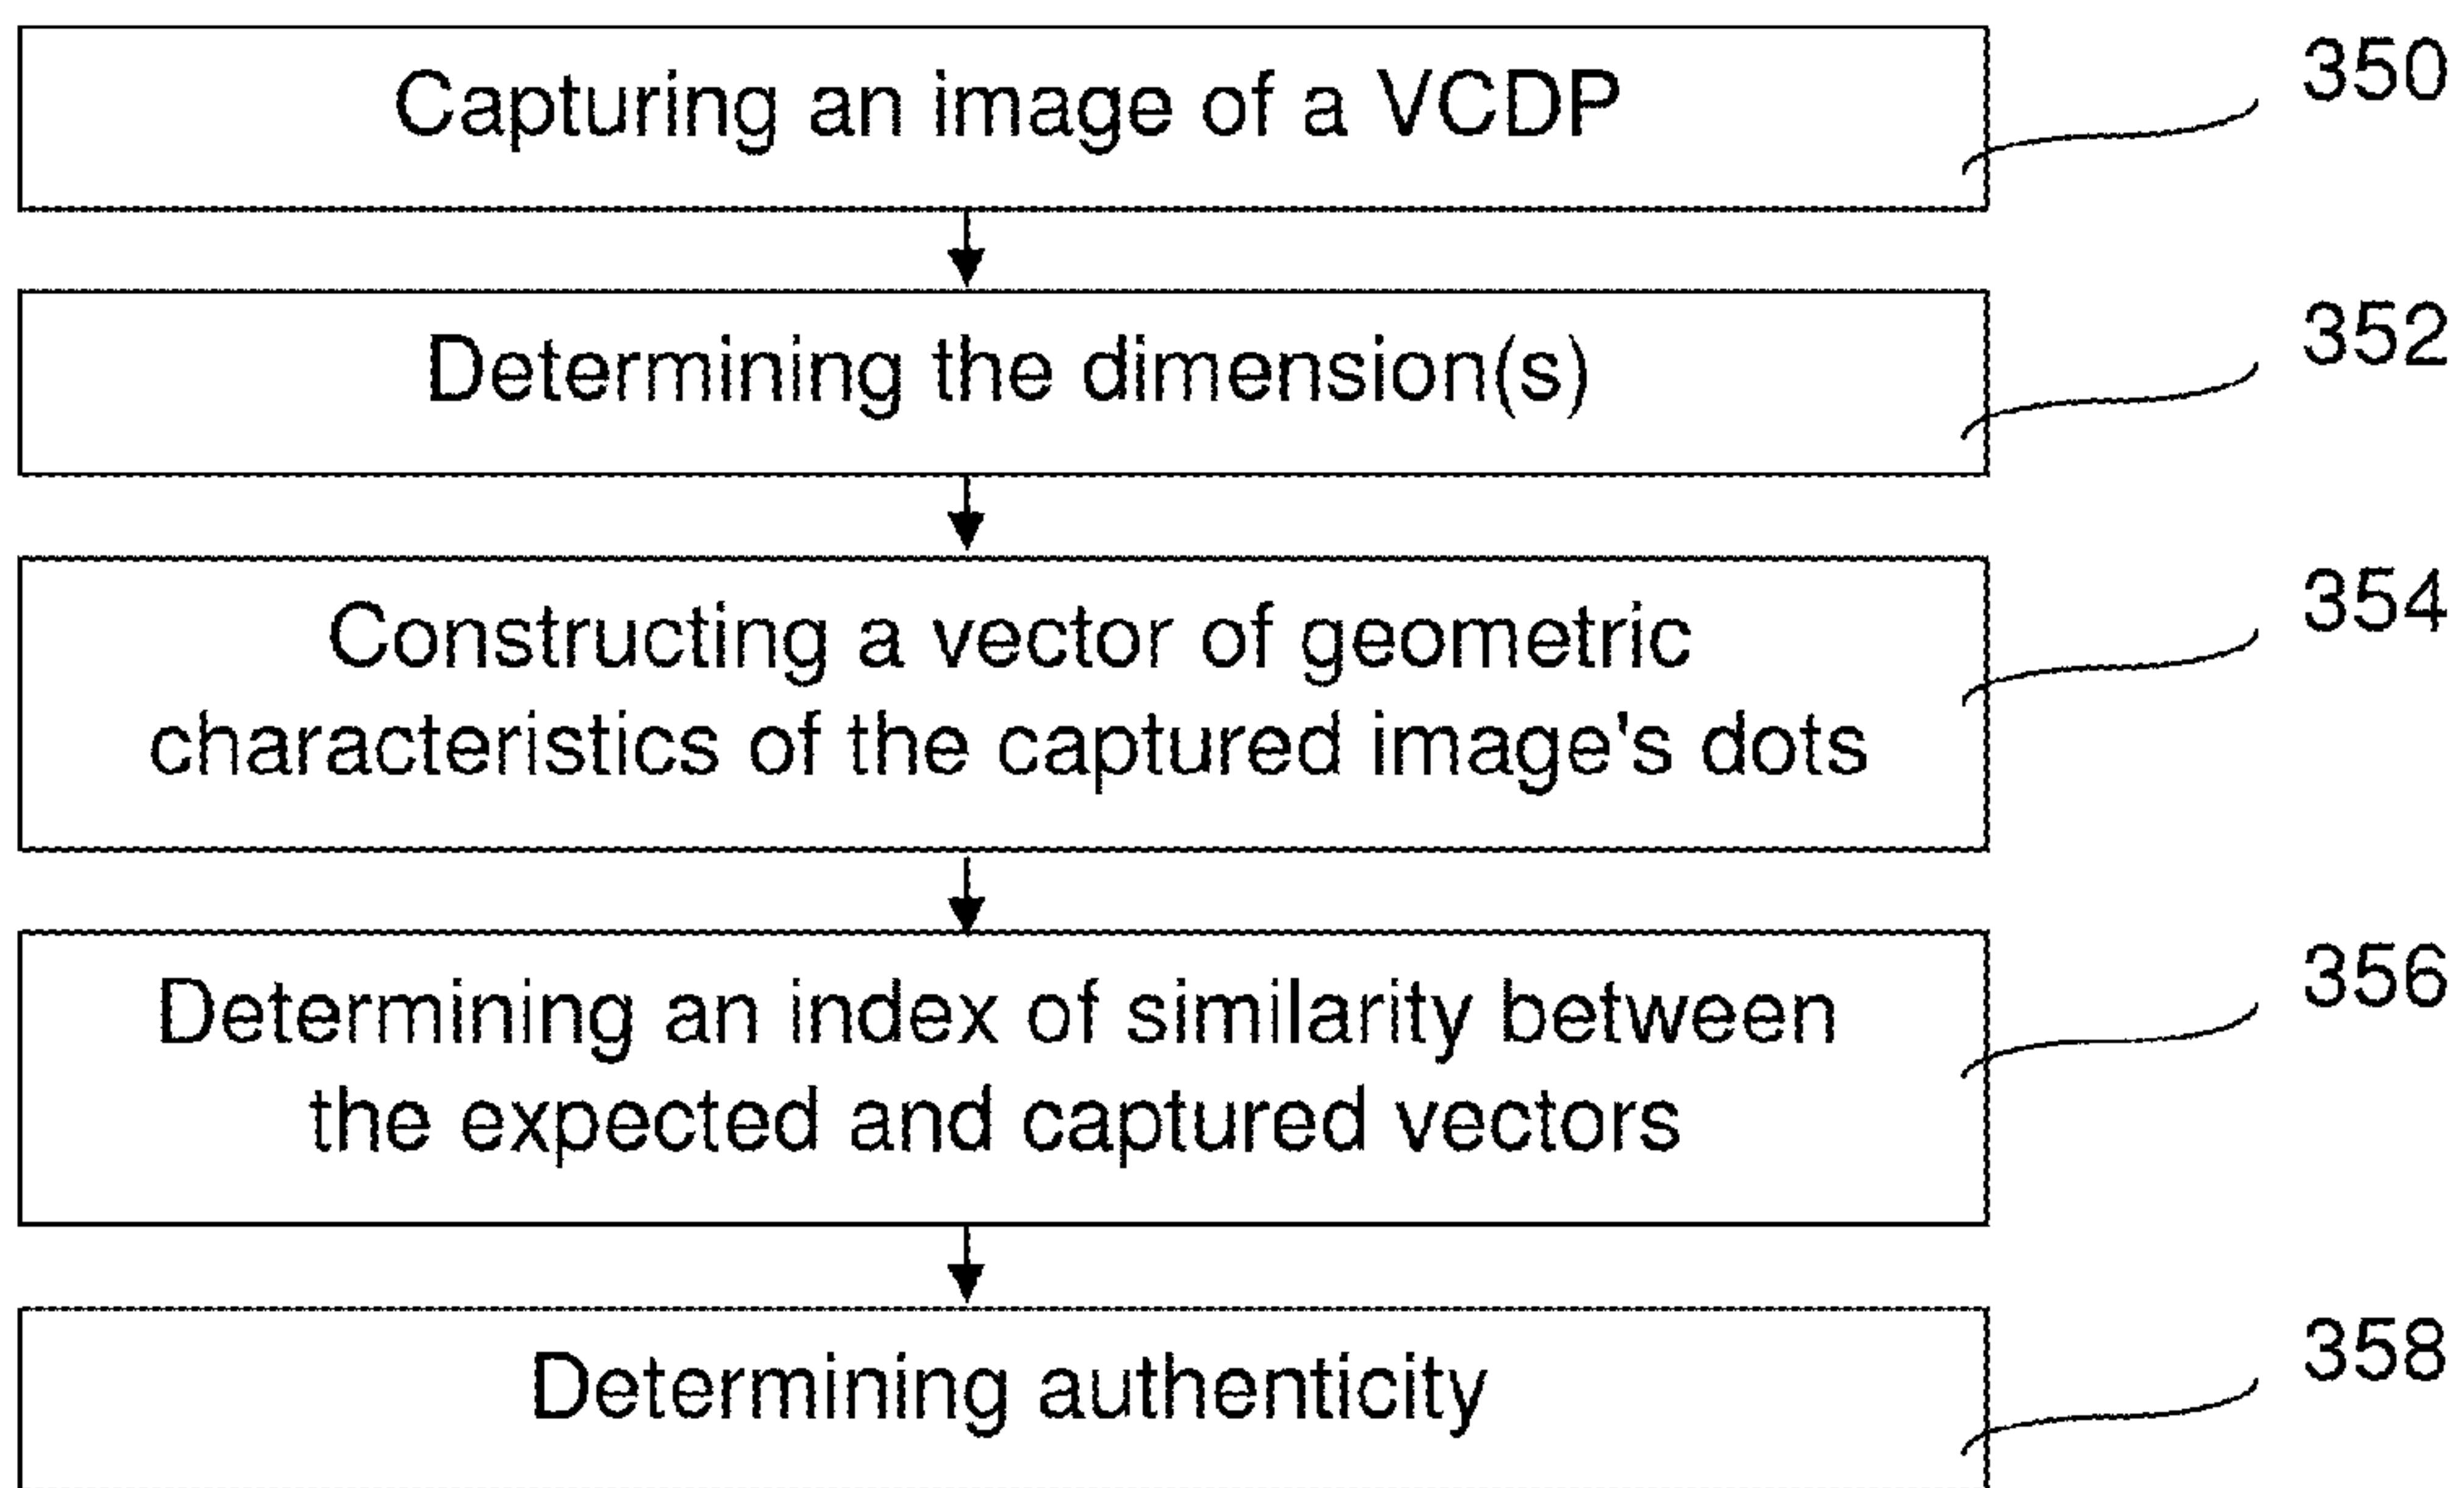 Capturing an image of a VCDP
350
Determining the dimension(s)
352
Constructing a vector of geometric
characteristics of the captured image's dots
354
Determining an index of similarity between
the expected and captured vectors
356
Determining authenticity
358